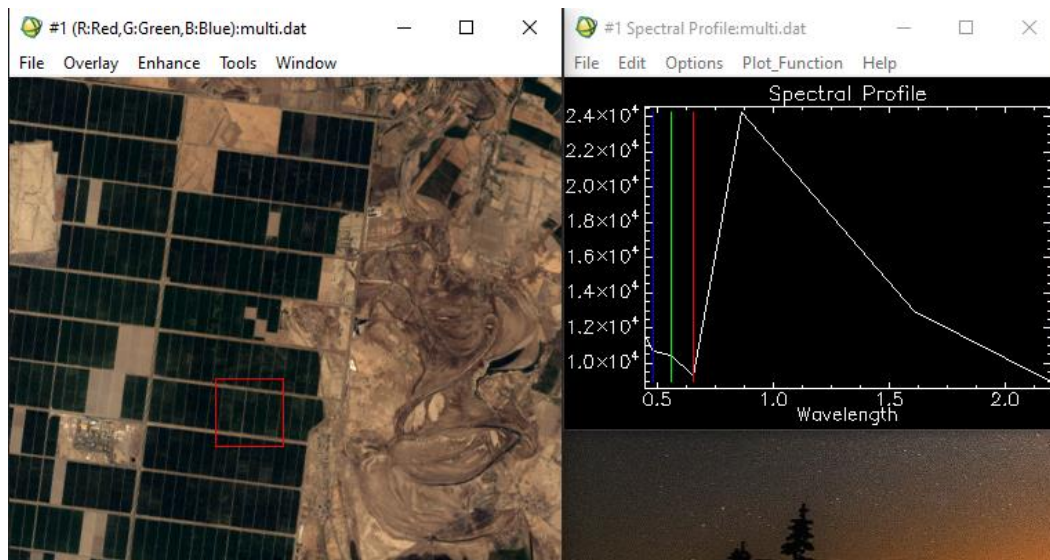 #1 (R:Red,G:Green,B:Blue):multi.dat
File Overlay Enhance Tools Window
#1 Spectral Profile:multi.dat
File Edit Options Plot_Function Help
Spectral Profile
2.4×10⁴
2.2×10⁴
2.0×10⁴
1.8×10⁴
1.6×10⁴
1.4×10⁴
1.2×10⁴
1.0×10⁴
0.5 1.0 2.0
Wavelength